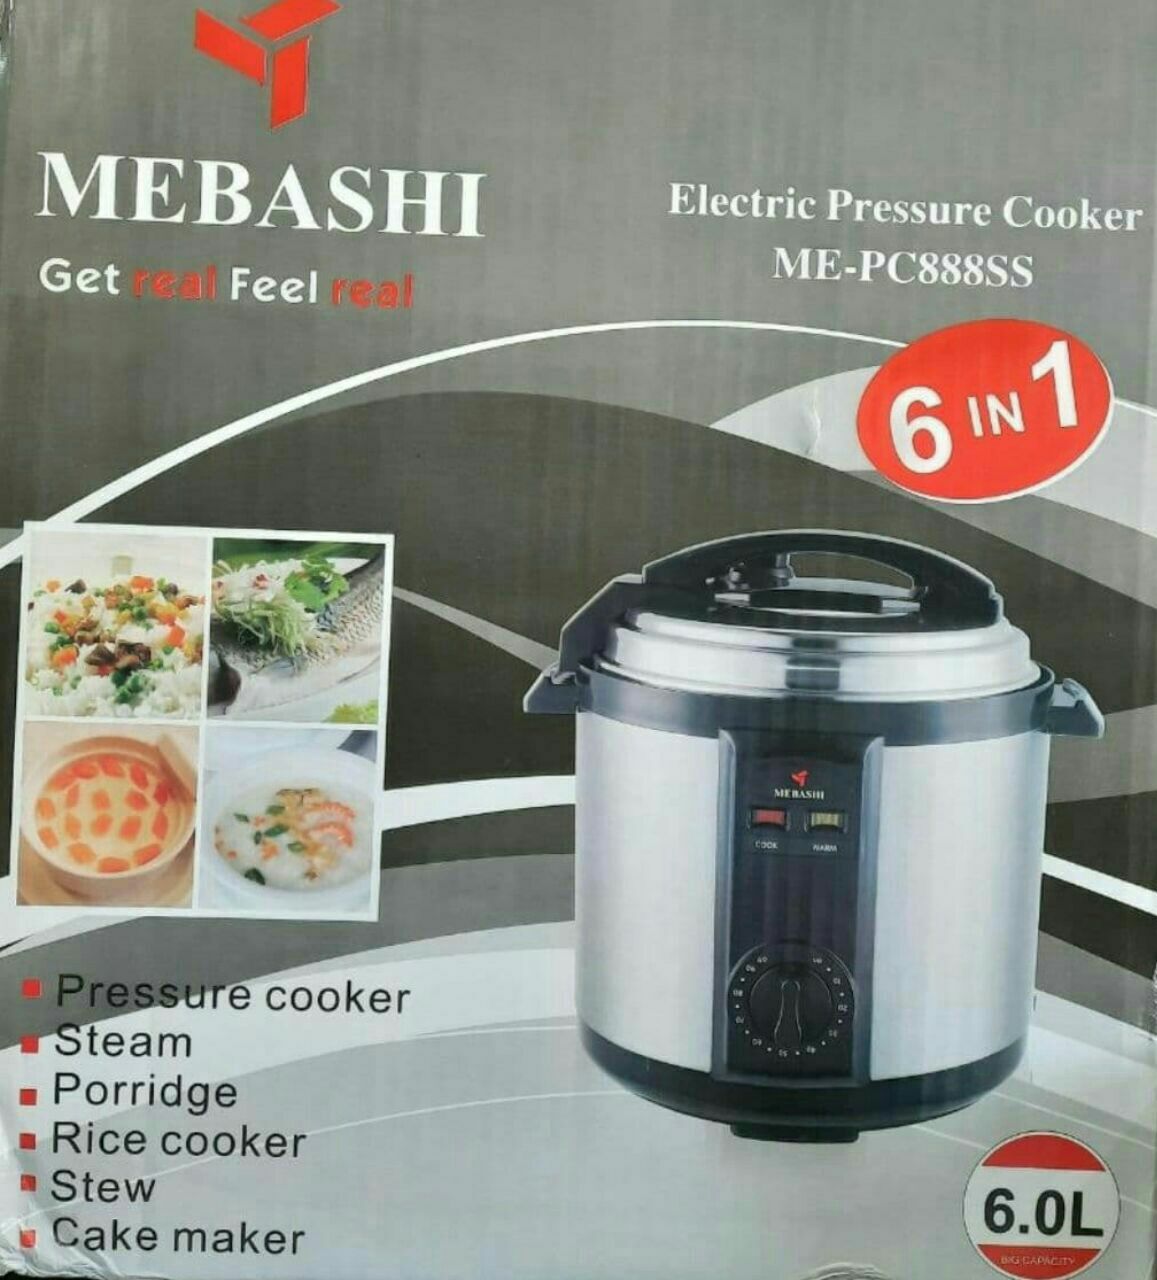 MEBASHI
Get real Feel real
Electric Pressure Cooker
ME-PC888SS
6 IN 1
MEBASHI
COOK WARM
Pressure cooker
Steam
Porridge
Rice cooker
Stew
Cake maker
6.0L
BIG CAPACITY